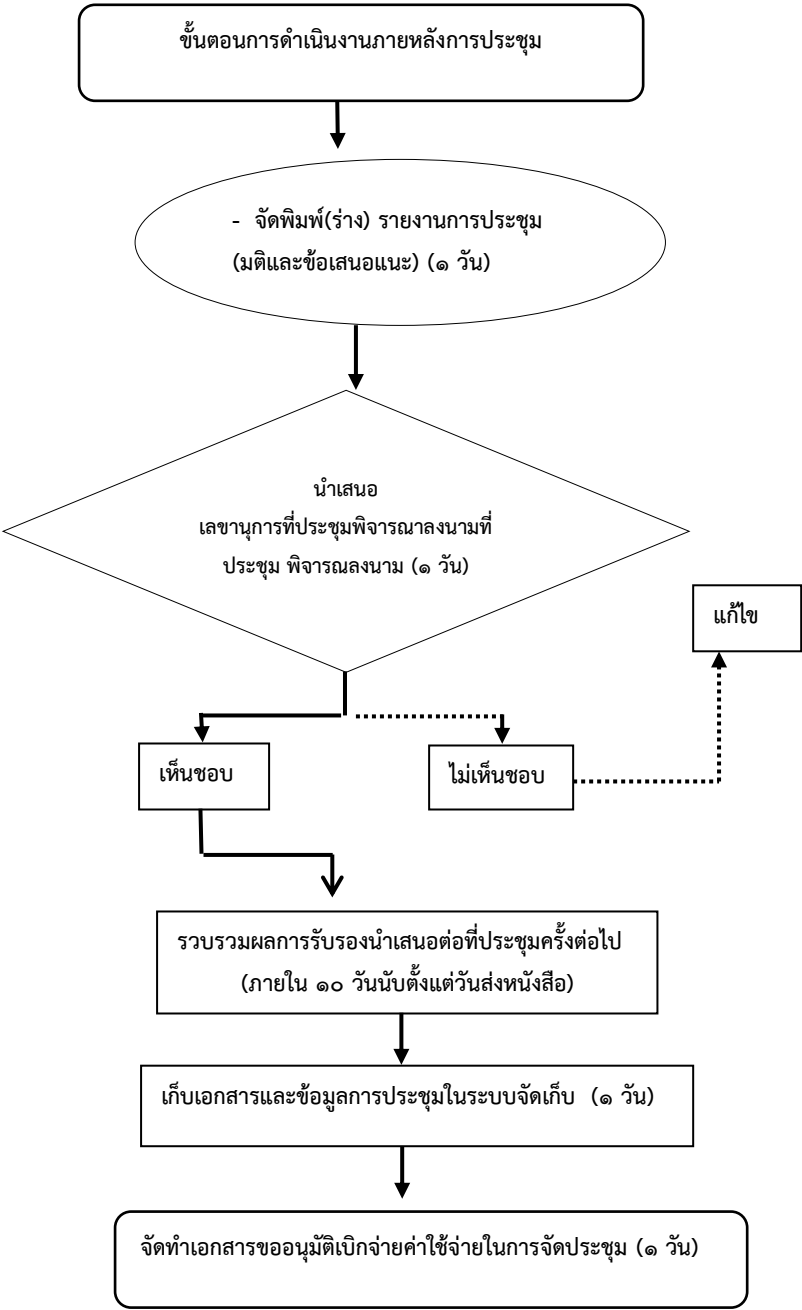 ขั้นตอนการดำเนินงานภายหลังการประชุม
- จัดพิมพ์(ร่าง) รายงานการประชุม
(มติและข้อเสนอแนะ) (๑ วัน)
นำเสนอ
เลขานุการที่ประชุมพิจารณาลงนามที่
ประชุม พิจารณลงนาม (๑ วัน)
แก้ไข
เห็นชอบ
ไม่เห็นชอบ
รวบรวมผลการรับรองนำเสนอต่อที่ประชุมครั้งต่อไป
(ภายใน ๑๐ วันนับตั้งแต่วันส่งหนังสือ)
เก็บเอกสารและข้อมูลการประชุมในระบบจัดเก็บ (๑ วัน)
จัดทำเอกสารขออนุมัติเบิกจ่ายค่าใช้จ่ายในการจัดประชุม (๑ วัน)